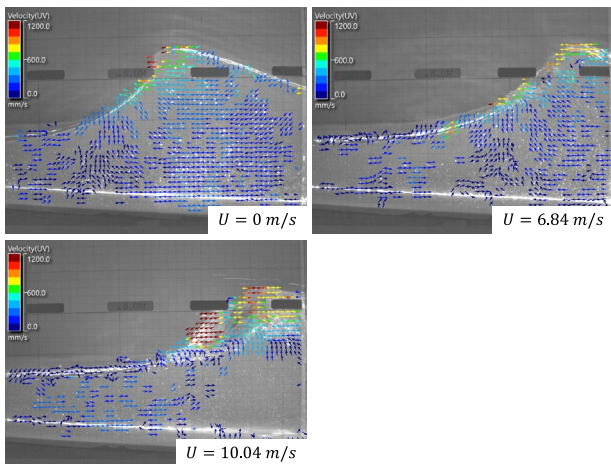 Velocity(UV)
1200.0
600.0
0.0
mm/s
U = 0 m/s
Velocity(UV)
1200.0
600.0
0.0
mm/s
U = 6.84 m/s
Velocity(UV)
1200.0
600.0
0.0
mm/s
U = 10.04 m/s